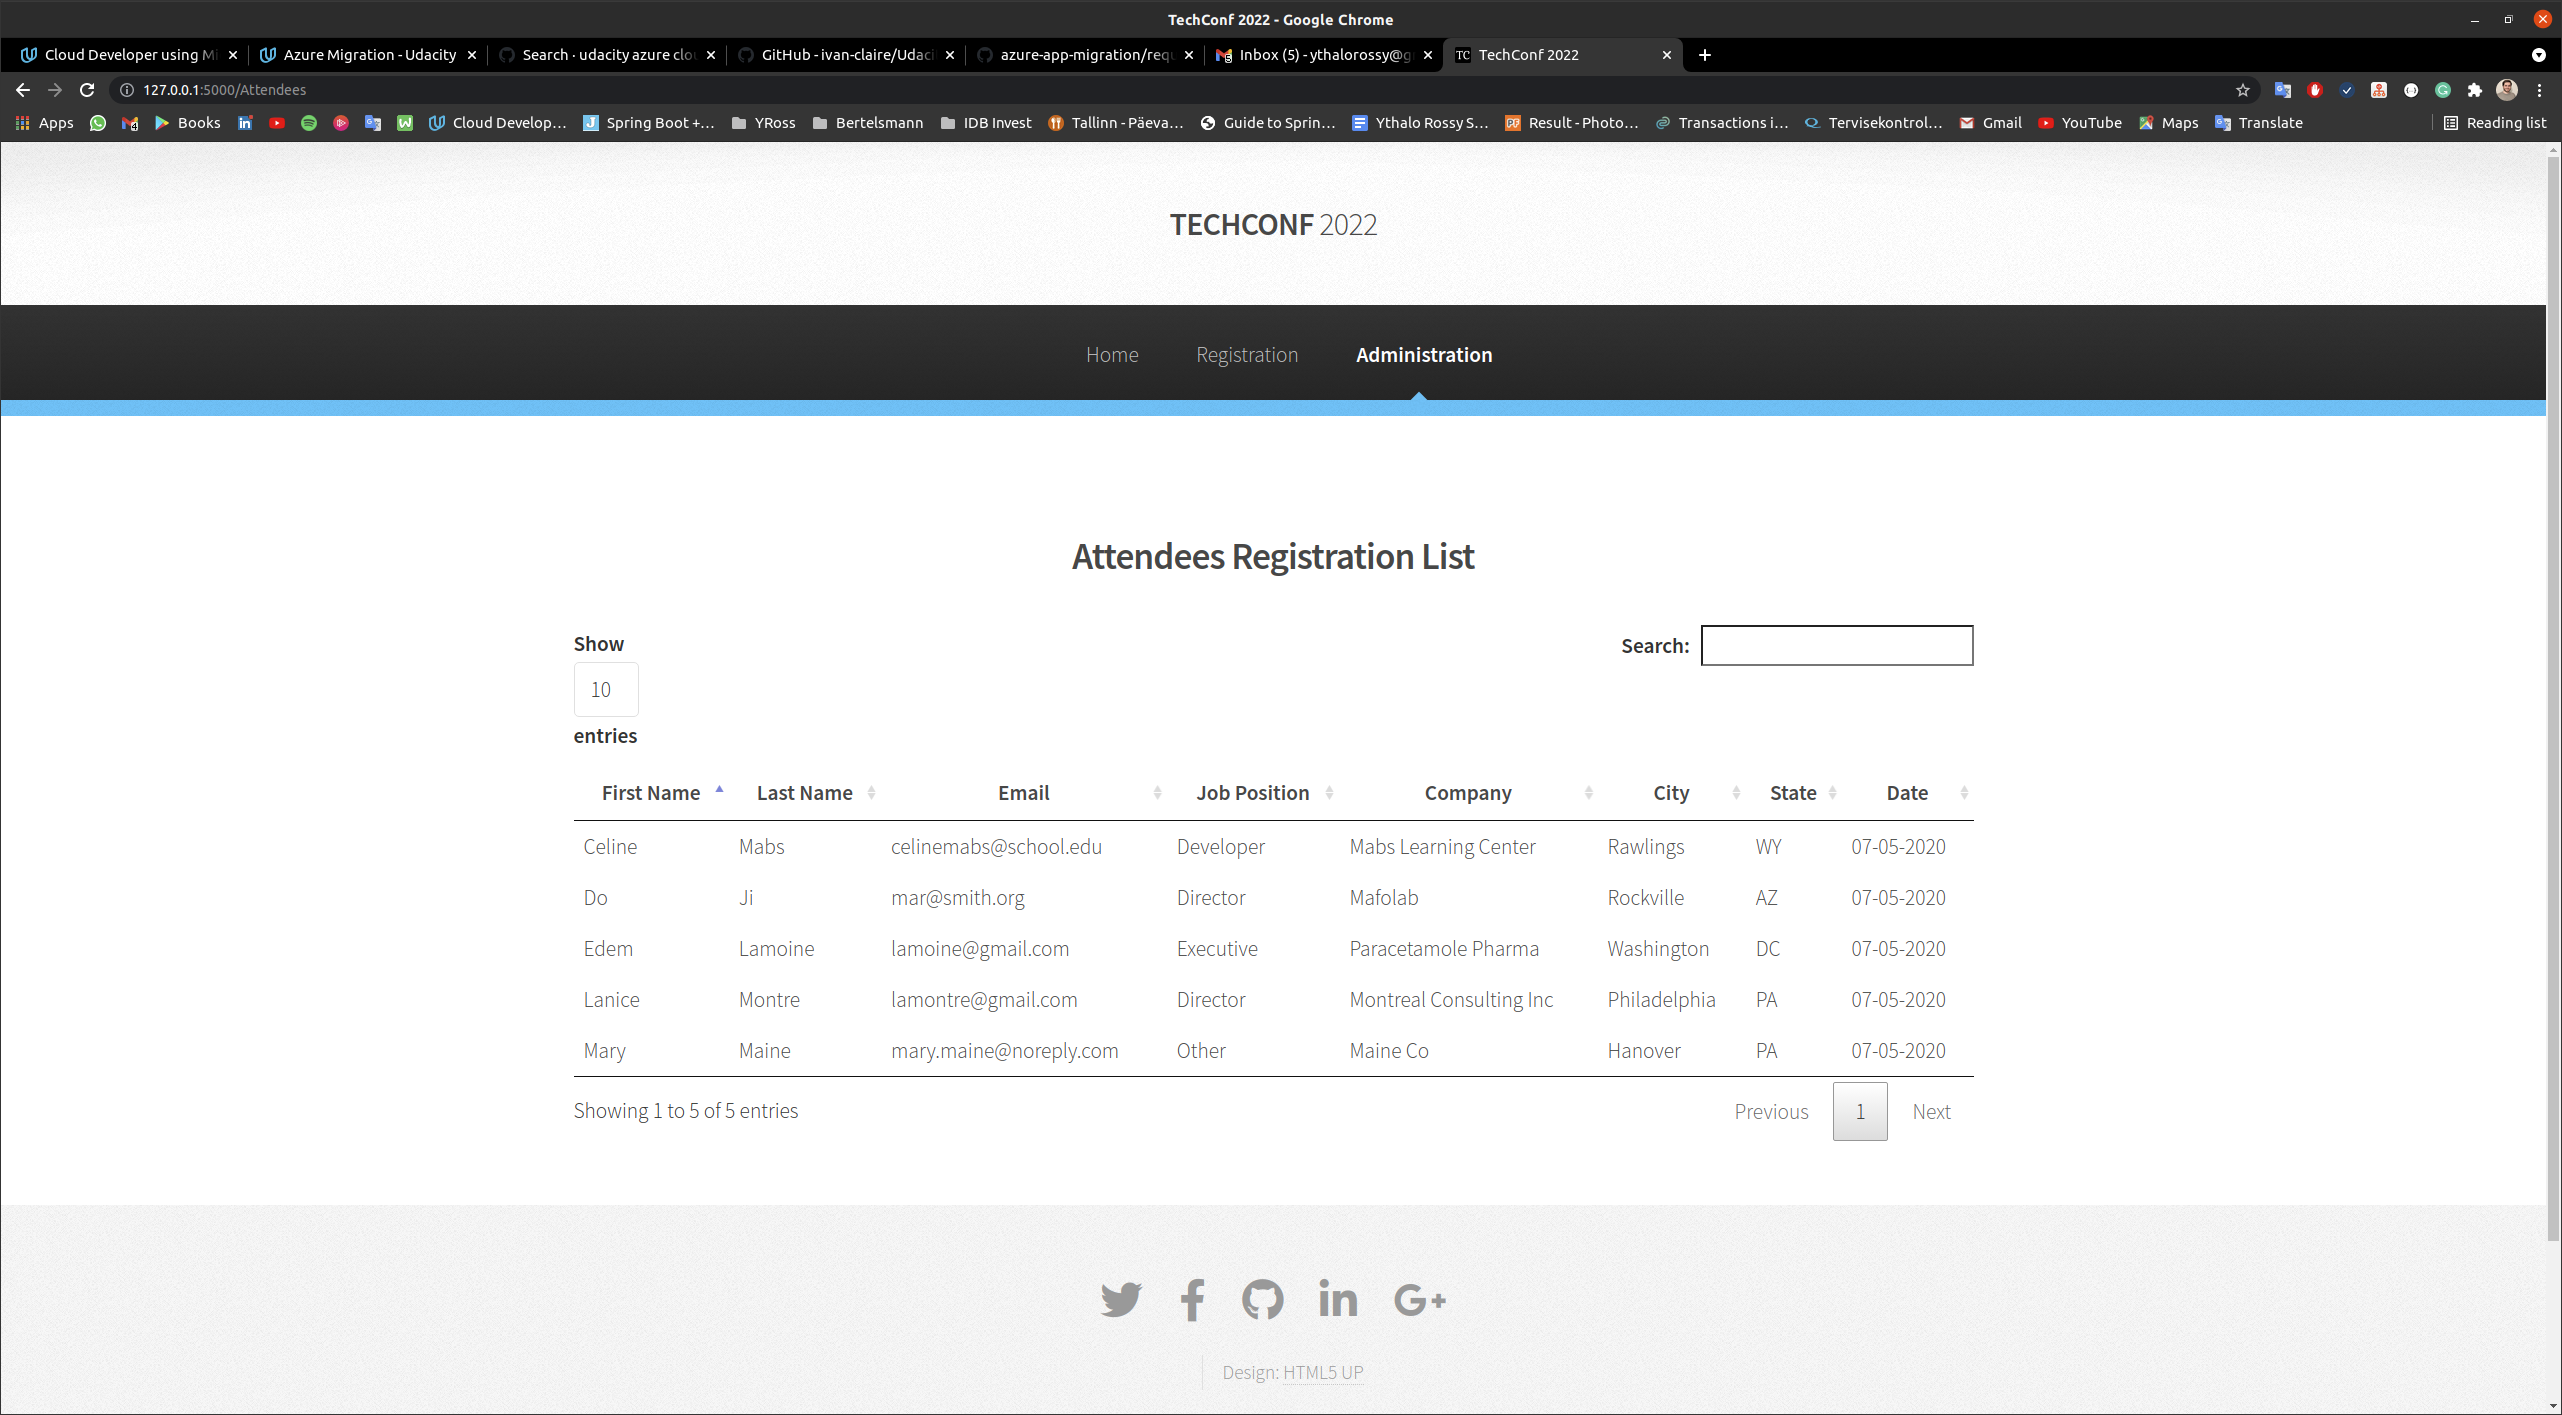 TechConf 2022 - Google Chrome
Cloud Developer using Mi
Azure Migration - Udacity
Search · udacity azure clou
GitHub - ivan-claire/Udaci
azure-app-migration/requ
Inbox (5) - ythalorossy@g
TC TechConf 2022
127.0.0.1:5000/Attendees
Apps Books Cloud Develop... Spring Boot +... YRoss Bertelsmann IDB Invest Tallinn - Päeva... Guide to Sprin... Ythalo Rossy S... Result - Photo... Transactions i... Tervisekontrol... Gmail YouTube Maps Translate Reading list
TECHCONF 2022
Home Registration Administration
Attendees Registration List
Show
10
entries
Search:
First Name Last Name Email Job Position Company City State Date
Celine Mabs celinemabs@school.edu Developer Mabs Learning Center Rawlings WY 07-05-2020
Do Ji mar@smith.org Director Mafolab Rockville AZ 07-05-2020
Edem Lamoine lamoine@gmail.com Executive Paracetamole Pharma Washington DC 07-05-2020
Lanice Montre lamontre@gmail.com Director Montreal Consulting Inc Philadelphia PA 07-05-2020
Mary Maine mary.maine@noreply.com Other Maine Co Hanover PA 07-05-2020
Showing 1 to 5 of 5 entries
Previous 1 Next
Design: HTML5 UP